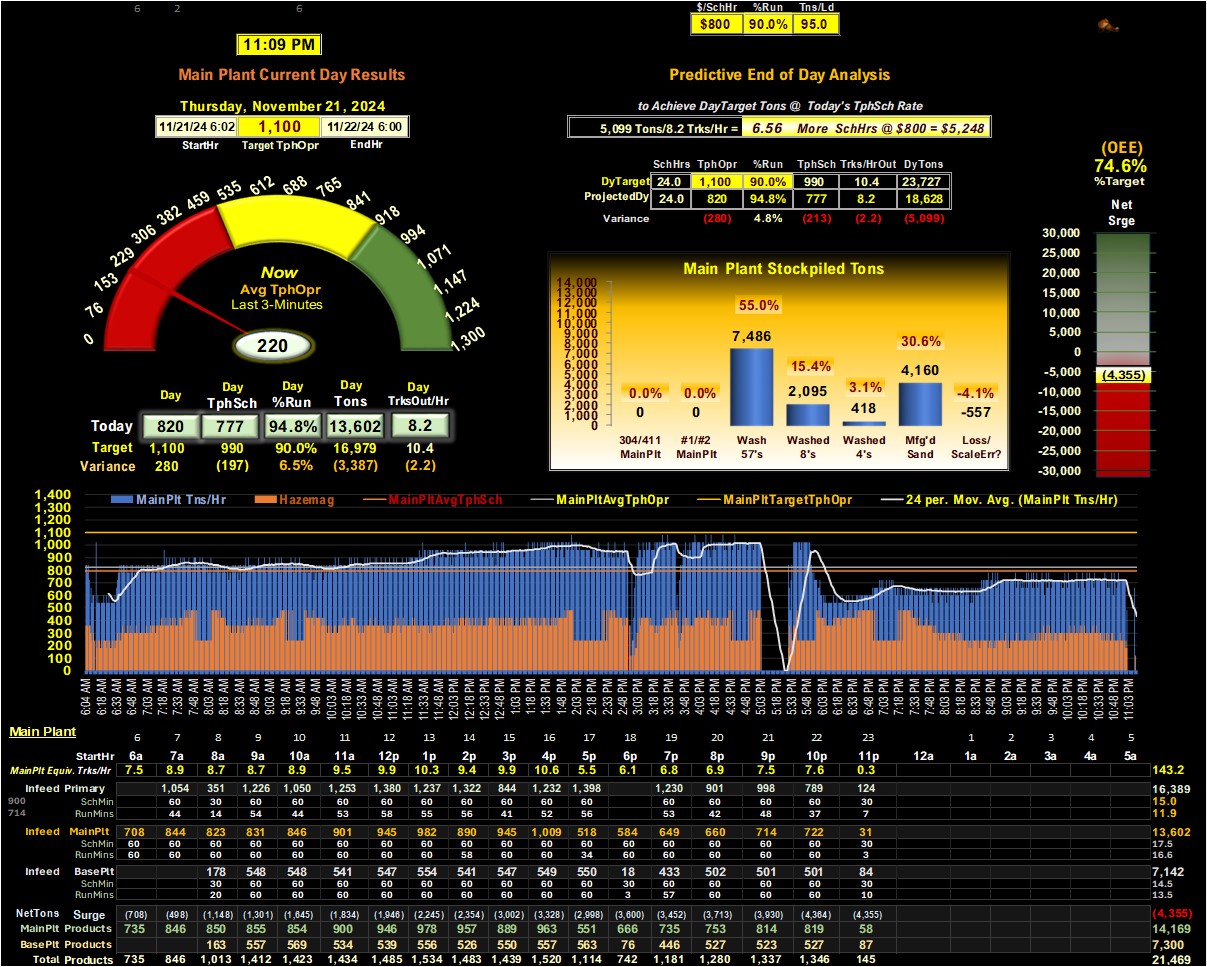 6 2 6
$/SchHr %Run Tns/Ld
$800 90.0% 95.0
11:09 PM
Main Plant Current Day Results
Thursday, November 21, 2024
11/21/24 6:02 1,100 11/22/24 6:00
StartHr Target TphOpr EndHr
0 76 153 229 306 382 459 535 612 688 765 841 918 994 1,071 1,147 1,224 1,300
Now
Avg TphOpr
Last 3-Minutes
220
Day Day TphSch Day %Run Day Tons Day TrksOut/Hr
Today 820 777 94.8% 13,602 8.2
Target 1,100 990 90.0% 16,979 10.4
Variance 280 (197) 6.5% (3,387) (2.2)
Predictive End of Day Analysis
to Achieve DayTarget Tons @ Today's TphSch Rate
5,099 Tons/8.2 Trks/Hr = 6.56 More SchHrs @ $800 = $5,248
SchHrs TphOpr %Run TphSch Trks/HrOut DyTons
DyTarget 24.0 1,100 90.0% 990 10.4 23,727
ProjectedDy 24.0 820 94.8% 777 8.2 18,628
Variance (280) 4.8% (213) (2.2) (5,099)
Main Plant Stockpiled Tons
14,000
13,000
12,000
11,000
10,000
9,000
8,000
7,000
6,000
5,000
4,000
3,000
2,000
1,000
0
0.0% 0.0% 55.0% 15.4% 3.1% 30.6% -4.1%
0 0 7,486 2,095 418 4,160 -557
304/411 #1/#2 Wash Washed Washed Mfg'd Loss/
MainPlt MainPlt 57's 8's 4's Sand ScaleErr?
(OEE)
74.6%
%Target
Net
Srge
30,000
25,000
20,000
15,000
10,000
5,000
0
-5,000
(4,355)
-10,000
-15,000
-20,000
-25,000
-30,000
MainPlt Tns/Hr Hazemag MainPltAvgTphSch MainPltAvgTphOpr MainPltTargetTphOpr 24 per. Mov. Avg. (MainPlt Tns/Hr)
1,400
1,300
1,200
1,100
1,000
900
800
700
600
500
400
300
200
100
0
6:04 AM 6:18 AM 6:33 AM 6:48 AM 7:03 AM 7:18 AM 7:33 AM 7:48 AM 8:03 AM 8:18 AM 8:33 AM 8:48 AM 9:03 AM 9:18 AM 9:33 AM 9:48 AM 10:03 AM 10:18 AM 10:33 AM 10:48 AM 11:03 AM 11:18 AM 11:33 AM 11:48 AM 12:03 PM 12:18 PM 12:33 PM 12:48 PM 1:03 PM 1:18 PM 1:33 PM 1:48 PM 2:03 PM 2:18 PM 2:33 PM 2:48 PM 3:03 PM 3:18 PM 3:33 PM 3:48 PM 4:03 PM 4:18 PM 4:33 PM 4:48 PM 5:03 PM 5:18 PM 5:33 PM 5:48 PM 6:03 PM 6:18 PM 6:33 PM 6:48 PM 7:03 PM 7:18 PM 7:33 PM 7:48 PM 8:03 PM 8:18 PM 8:33 PM 8:48 PM 9:03 PM 9:18 PM 9:33 PM 9:48 PM 10:03 PM 10:18 PM 10:33 PM 10:48 PM 11:03 PM
Main Plant 6 7 8 9 10 11 12 13 14 15 16 17 18 19 20 21 22 23 1 2 3 4 5
StartHr 6a 7a 8a 9a 10a 11a 12p 1p 2p 3p 4p 5p 6p 7p 8p 9p 10p 11p 12a 1a 2a 3a 4a 5a
MainPlt Equiv. Trks/Hr 7.5 8.9 8.7 8.7 8.9 9.5 9.9 10.3 9.4 9.9 10.6 5.5 6.1 6.8 6.9 7.5 7.6 0.3 143.2
Infeed Primary 1,054 351 1,226 1,050 1,253 1,380 1,237 1,322 844 1,232 1,398 1,230 901 998 789 124 16,389
900 SchMin 60 30 60 60 60 60 60 60 60 60 60 60 60 60 60 30 15.0
714 RunMins 44 14 54 44 53 58 55 56 41 52 56 53 42 48 37 7 11.9
Infeed MainPlt 708 844 823 831 846 901 945 982 890 945 1,009 518 584 649 660 714 722 31 13,602
SchMin 60 60 60 60 60 60 60 60 60 60 60 60 60 60 60 60 60 30 17.5
RunMins 60 60 60 60 60 60 60 60 58 60 60 34 60 60 60 60 60 3 16.6
Infeed BasePlt 178 548 548 541 547 554 541 547 549 550 18 433 502 501 501 84 7,142
SchMin 30 60 60 60 60 60 60 60 60 60 30 60 60 60 60 30 14.5
RunMins 20 60 60 60 60 60 60 60 60 60 3 57 60 60 60 10 13.5
NetTons Surge (708) (498) (1,148) (1,301) (1,645) (1,834) (1,946) (2,245) (2,354) (3,002) (3,328) (2,998) (3,600) (3,452) (3,713) (3,930) (4,364) (4,355) (4,355)
MainPlt Products 735 846 850 855 854 900 946 978 957 889 963 551 666 735 753 814 819 58 14,169
BasePlt Products 163 557 569 534 539 556 526 550 557 563 76 446 527 523 527 87 7,300
Total Products 735 846 1,013 1,412 1,423 1,434 1,485 1,534 1,483 1,439 1,520 1,114 742 1,181 1,280 1,337 1,346 145 21,469